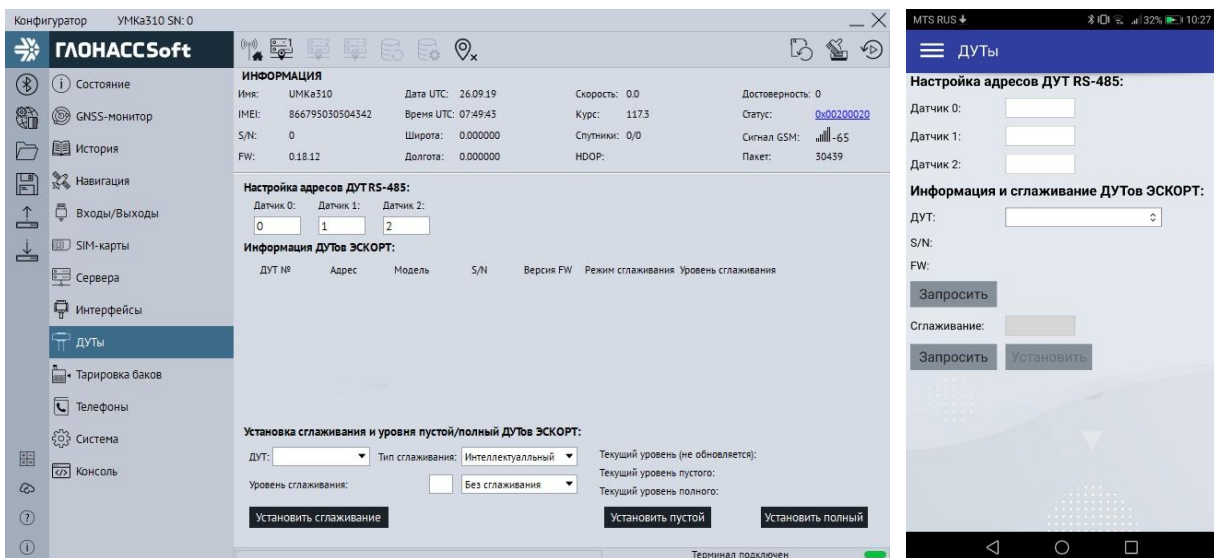 Конфигуратор УМКа310 SN: 0
ГЛОНАССSoft
Состояние
GNSS-монитор
История
Навигация
Входы/Выходы
SIM-карты
Сервера
Интерфейсы
ДУТы
Тарировка баков
Телефоны
Система
Консоль
ИНФОРМАЦИЯ
Имя: УМКа310 Дата UTC: 26.09.19 Скорость: 0.0 Достоверность: 0
IMEI: 866795030504342 Время UTC: 07:49:43 Курс: 117.3 Статус: 0x00200020
S/N: 0 Широта: 0.000000 Спутники: 0/0 Сигнал GSM: -65
FW: 0.18.12 Долгота: 0.000000 HDOP: Пакет: 30439
Настройка адресов ДУТ RS-485:
Датчик 0: Датчик 1: Датчик 2:
0 1 2
Информация ДУТов ЭСКОРТ:
ДУТ № Адрес Модель S/N Версия FW Режим сглаживания Уровень сглаживания
Установка сглаживания и уровня пустой/полный ДУТов ЭСКОРТ:
ДУТ: Тип сглаживания: Интеллектуалльный Текущий уровень (не обновляется):
Текущий уровень пустого:
Уровень сглаживания: Без сглаживания Текущий уровень полного:
Установить сглаживание Установить пустой Установить полный
Терминал подключен
MTS RUS 32% 10:27
ДУТы
Настройка адресов ДУТ RS-485:
Датчик 0:
Датчик 1:
Датчик 2:
Информация и сглаживание ДУТов ЭСКОРТ:
ДУТ:
S/N:
FW:
Запросить
Сглаживание:
Запросить Установить